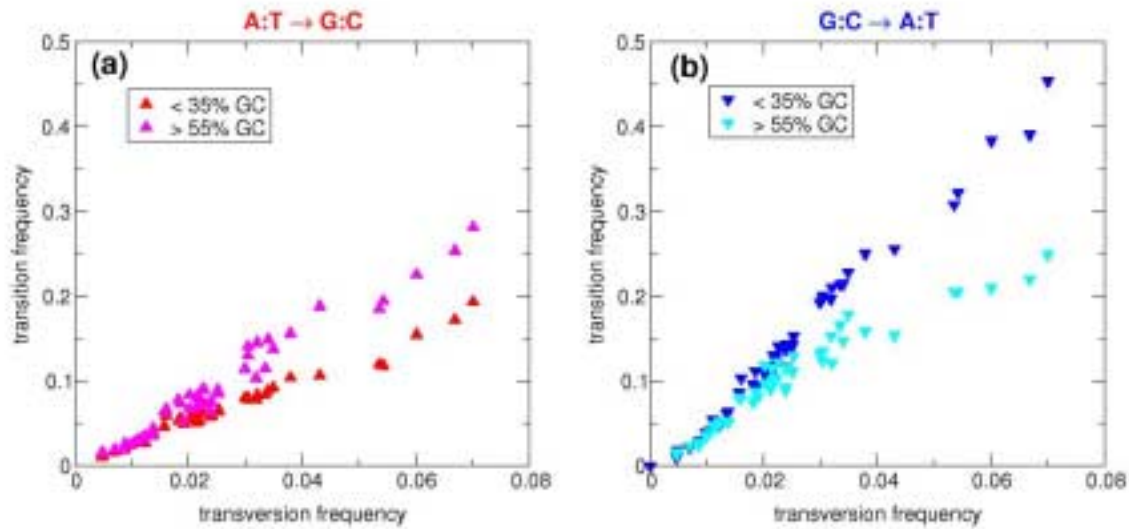 A:T → G:C
(a)
< 35% GC
> 55% GC
transition frequency
0.5
0.4
0.3
0.2
0.1
0
0 0.02 0.04 0.06 0.08
transversion frequency
G:C → A:T
(b)
< 35% GC
> 55% GC
transition frequency
0.5
0.4
0.3
0.2
0.1
0
0 0.02 0.04 0.06 0.08
transversion frequency